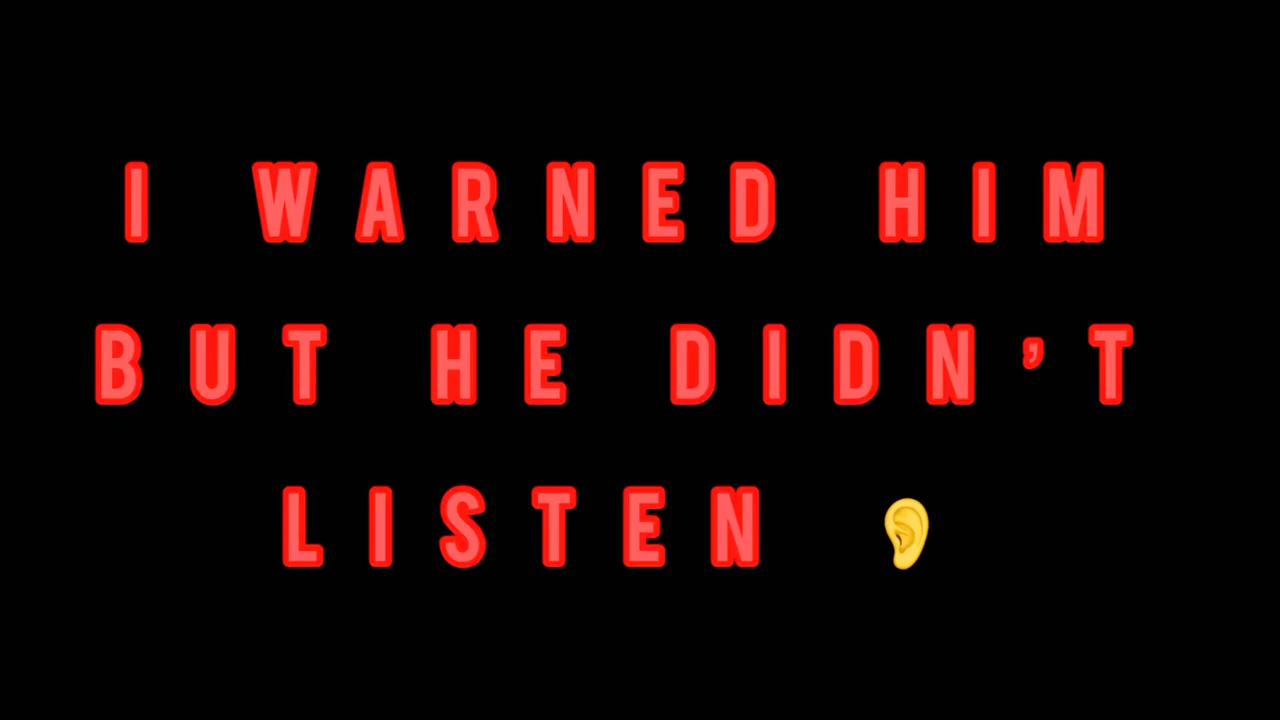 I WARNED HIM
BUT HE DIDN’T
LISTEN 👂